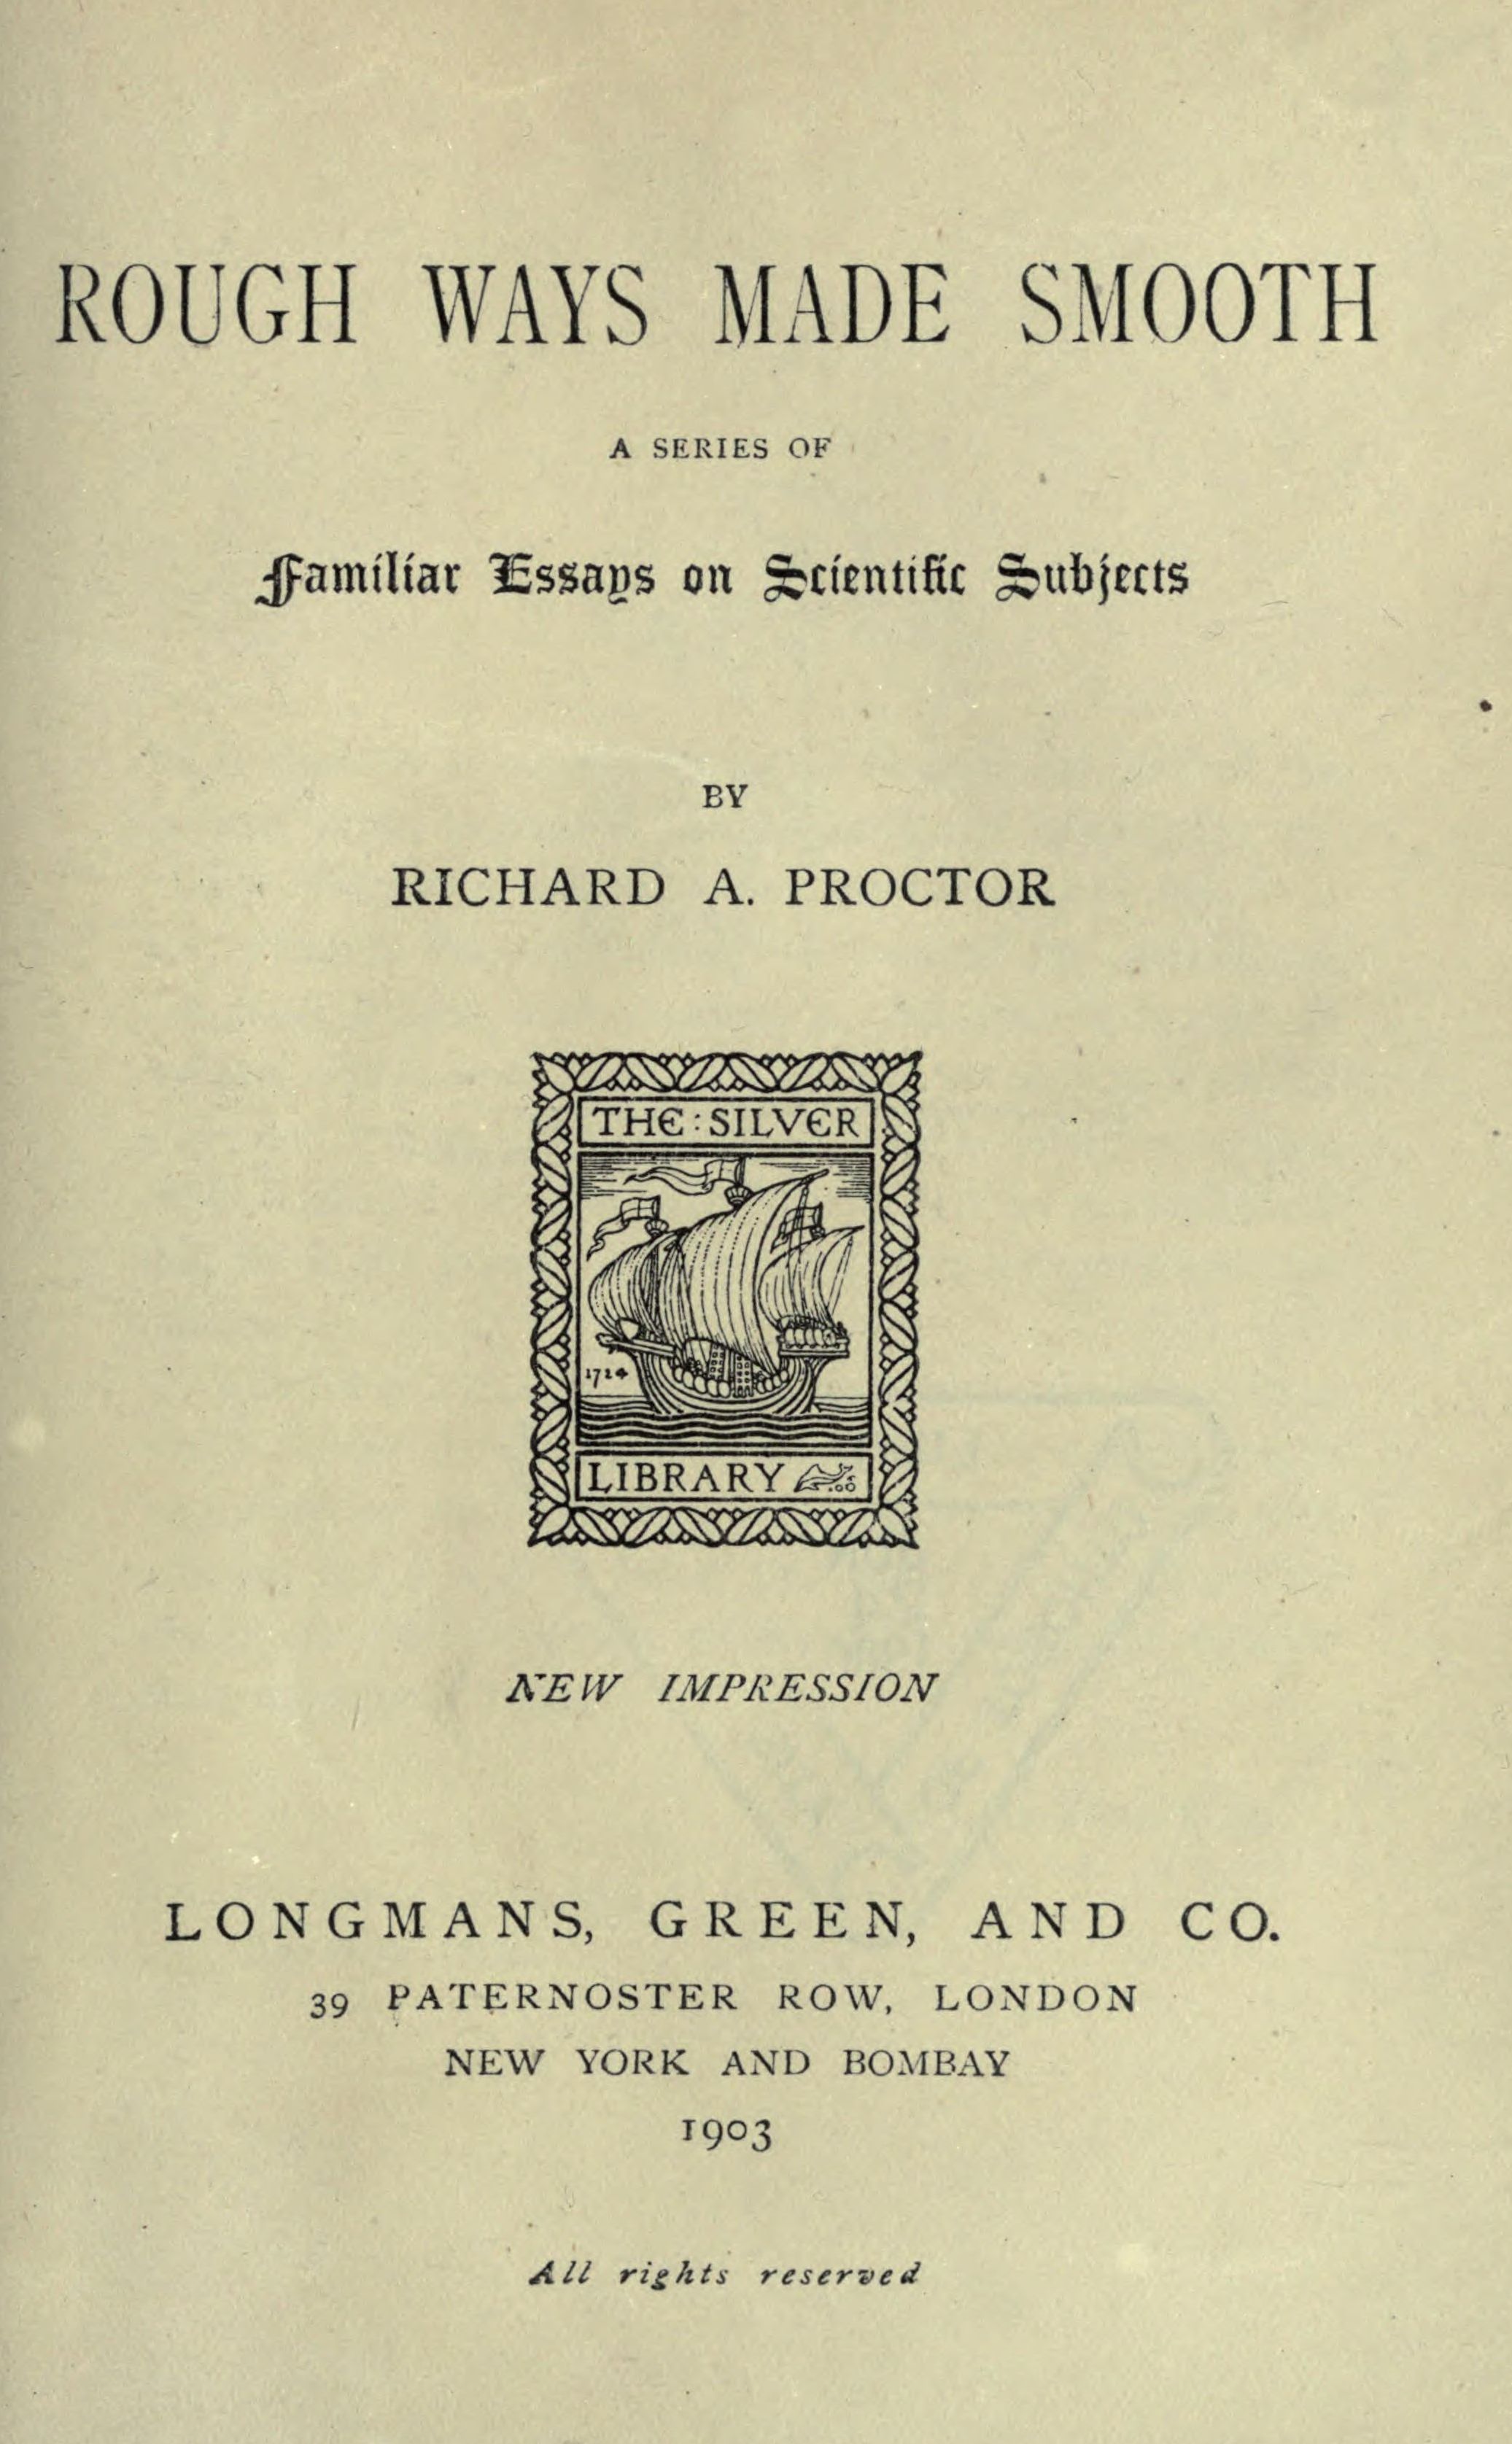 ROUGH WAYS MADE SMOOTH
A SERIES OF
Familiar Essays on Scientific Subjects
BY
RICHARD A. PROCTOR
THE : SILVER
1724
LIBRARY
NEW IMPRESSION
LONGMANS, GREEN, AND CO.
39 PATERNOSTER ROW, LONDON
NEW YORK AND BOMBAY
1903
All rights reserved